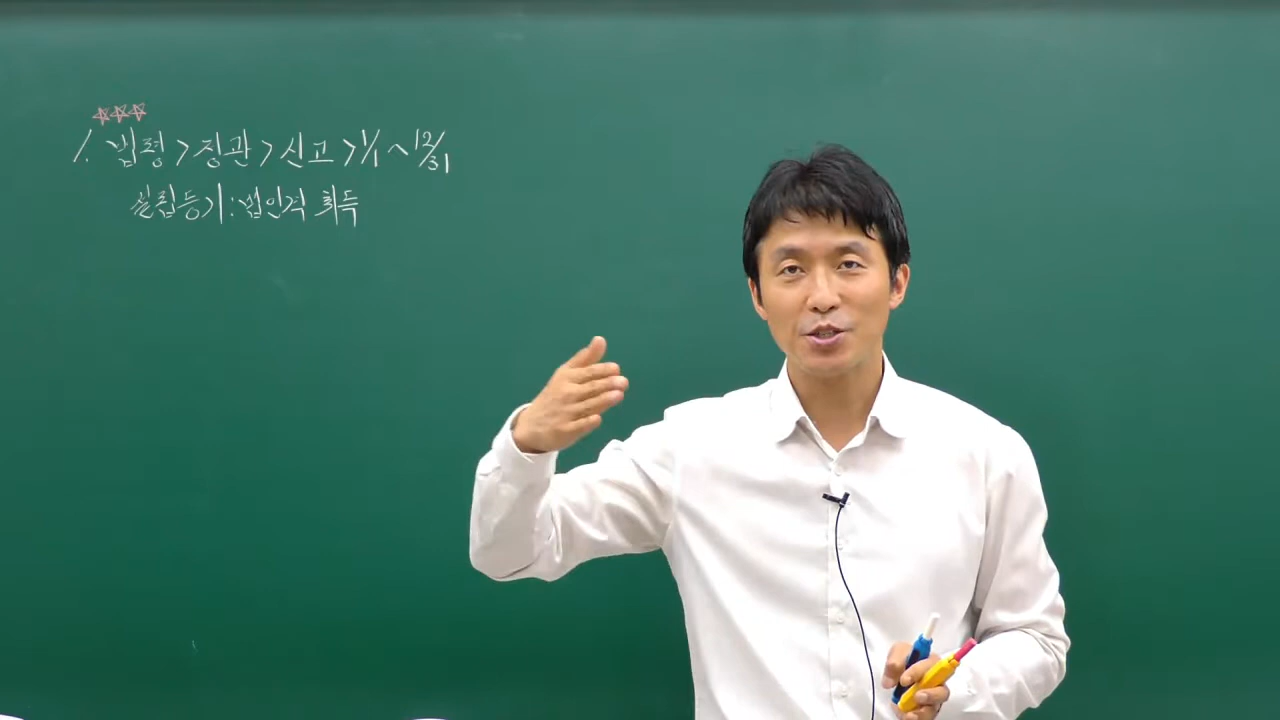 ☆☆☆
1. 법령 > 정관 > 신고 > 1/1 ~ 12/31
설립등기 : 법인격 취득